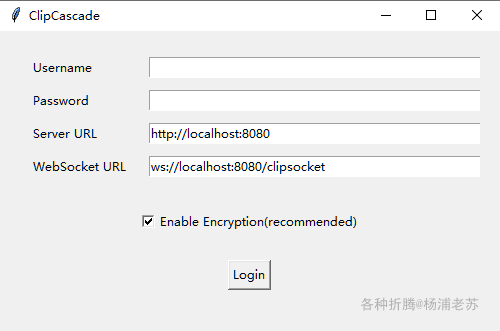 ClipCascade
Username
Password
Server URL http://localhost:8080
WebSocket URL ws://localhost:8080/clipsocket
Enable Encryption(recommended)
Login
各种折腾@杨浦老苏